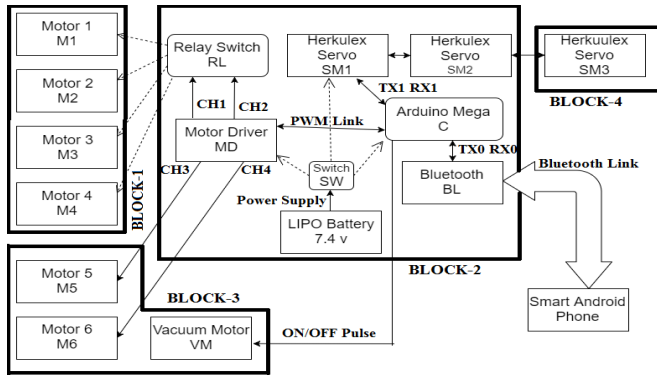 Motor 1
M1
Motor 2
M2
Motor 3
M3
Motor 4
M4
BLOCK-1
Relay Switch
RL
CH1
CH2
Motor Driver
MD
CH3
CH4
PWM Link
Herkulex
Servo
SM1
Herkulex
Servo
SM2
TX1 RX1
Arduino Mega
C
TX0 RX0
Bluetooth
BL
Switch
SW
Power Supply
LIPO Battery
7.4 v
BLOCK-2
Herkuulex
Servo
SM3
BLOCK-4
Bluetooth Link
Smart Android
Phone
Motor 5
M5
Motor 6
M6
BLOCK-3
Vacuum Motor
VM
ON/OFF Pulse